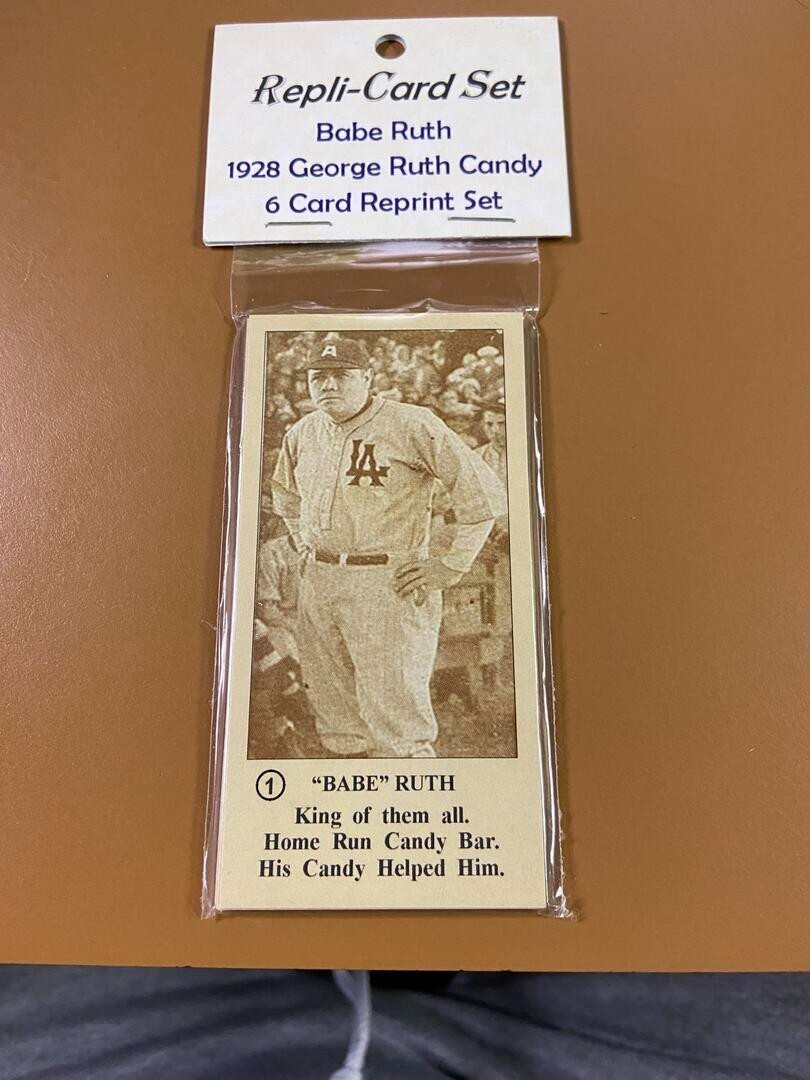 Repli-Card Set
Babe Ruth
1928 George Ruth Candy
6 Card Reprint Set
A
LA
1 "BABE" RUTH
King of them all.
Home Run Candy Bar.
His Candy Helped Him.